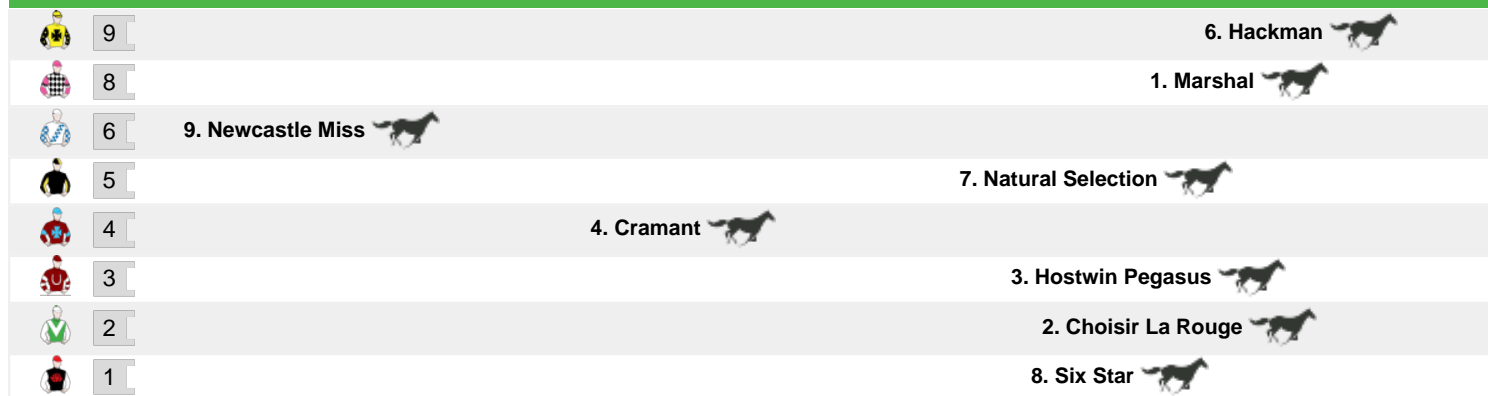 9 6. Hackman
8 1. Marshal
6 9. Newcastle Miss
5 7. Natural Selection
4 4. Cramant
3 3. Hostwin Pegasus
2 2. Choisir La Rouge
1 8. Six Star